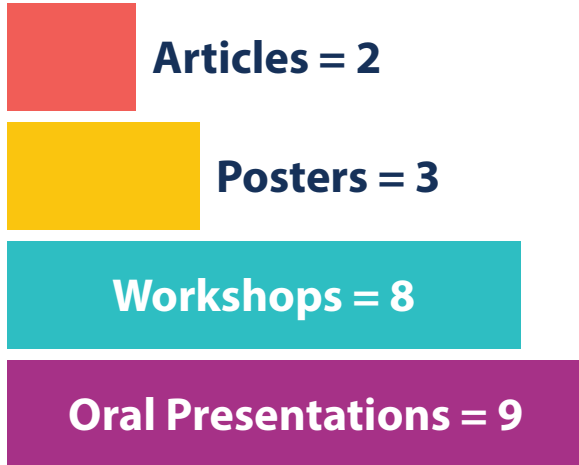 Articles = 2
Posters = 3
Workshops = 8
Oral Presentations = 9